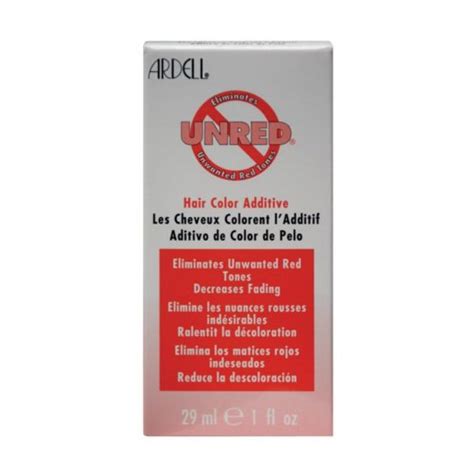 ARDELL®
Eliminates
UNRED®
Unwanted Red Tones
Hair Color Additive
Les Cheveux Colorent l'Additif
Aditivo de Color de Pelo
Eliminates Unwanted Red
Tones
Decreases Fading
Elimine les nuances rousses
indésirables
Ralentit la décoloration
Elimina los matices rojos
indeseados
Reduce la descoloración
29 ml ℮ 1 fl oz